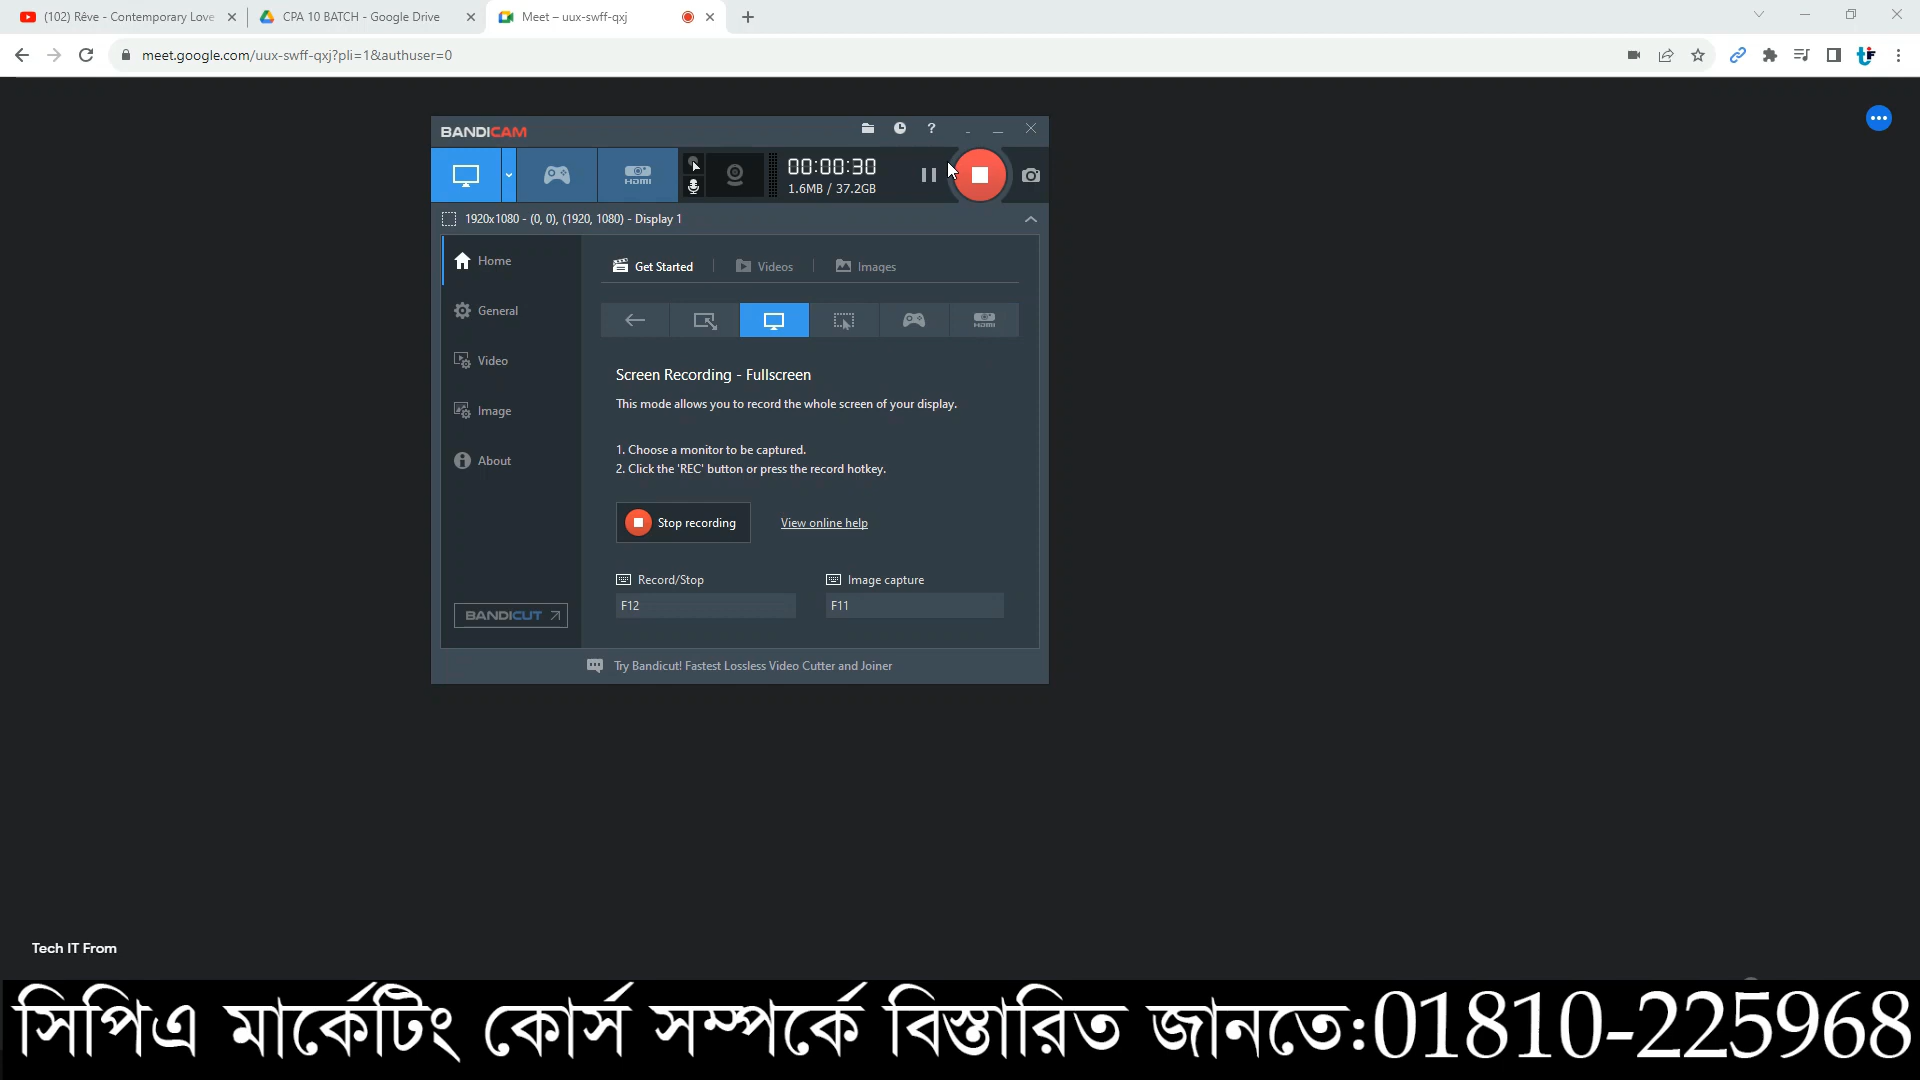 (102) Rêve - Contemporary Love
CPA 10 BATCH - Google Drive
Meet – uux-swff-qxj
meet.google.com/uux-swff-qxj?pli=1&authuser=0
BANDICAM
HDMI
00:00:30
1.6MB / 37.2GB
1920x1080 - (0, 0), (1920, 1080) - Display 1
Home
General
Video
Image
About
BANDICUT
Get Started
Videos
Images
HDMI
Screen Recording - Fullscreen
This mode allows you to record the whole screen of your display.
1. Choose a monitor to be captured.
2. Click the 'REC' button or press the record hotkey.
Stop recording
View online help
Record/Stop
Image capture
F12
F11
Try Bandicut! Fastest Lossless Video Cutter and Joiner
Tech IT From
সিপিএ মার্কেটিং কোর্স সম্পর্কে বিস্তারিত জানতে:01810-225968